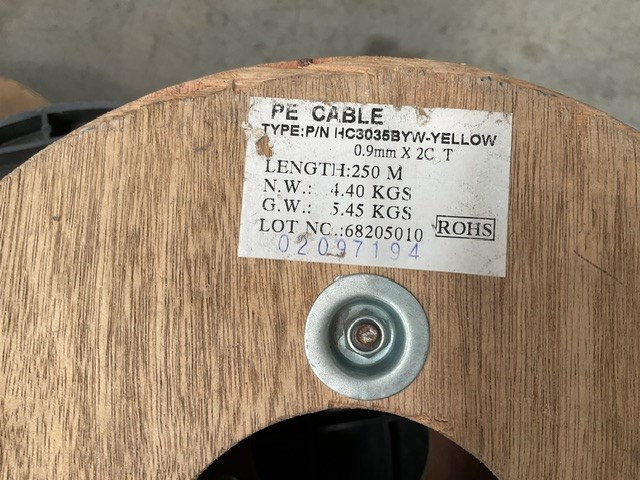 PE CABLE
TYPE:P/N HC3035BYW-YELLOW
0.9mm X 2C T
LENGTH:250 M
N.W.: 4.40 KGS
G.W.: 5.45 KGS
LOT NO.:68205010 ROHS
02097194